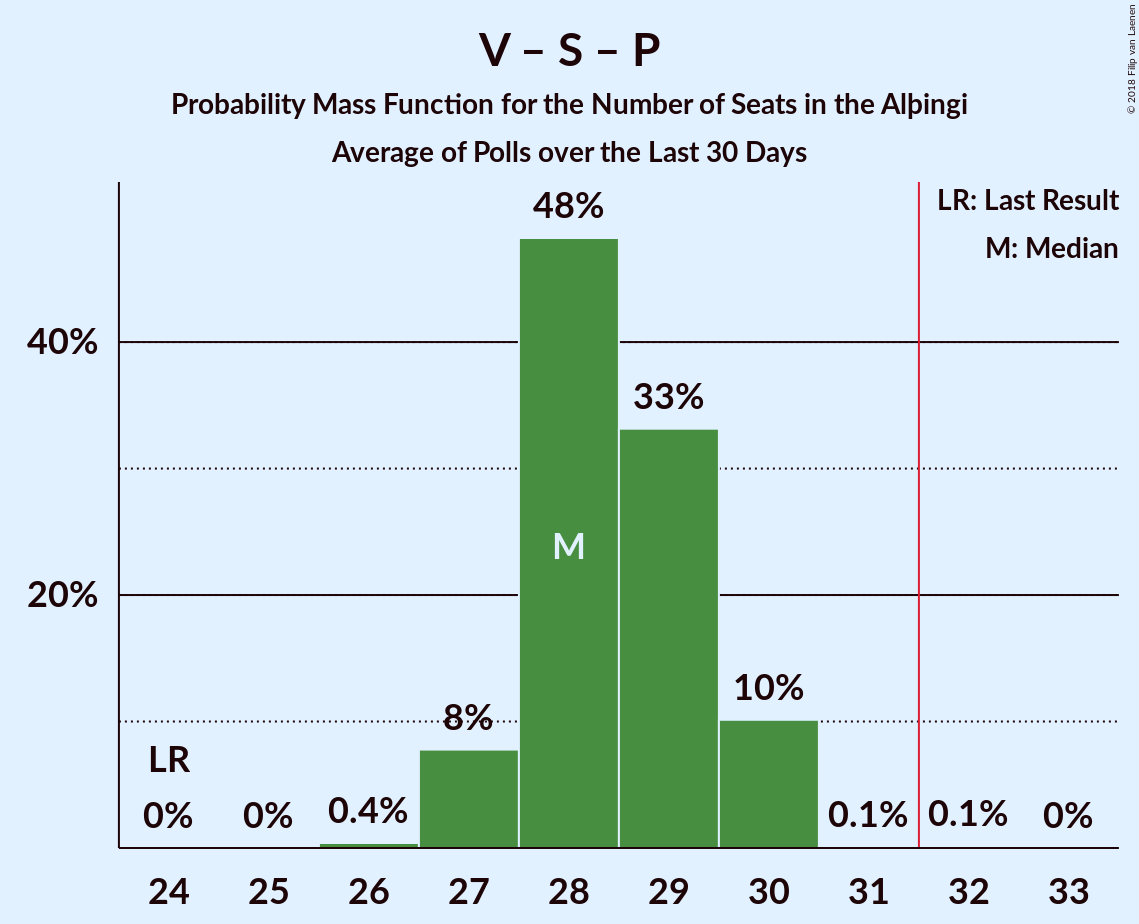 V – S – P
Probability Mass Function for the Number of Seats in the Alþingi
Average of Polls over the Last 30 Days
© 2018 Filip van Laenen
LR: Last Result
M: Median
48%
40%
33%
M
20%
10%
8%
LR
0% 0% 0.4% 0.1% 0.1% 0%
24 25 26 27 28 29 30 31 32 33